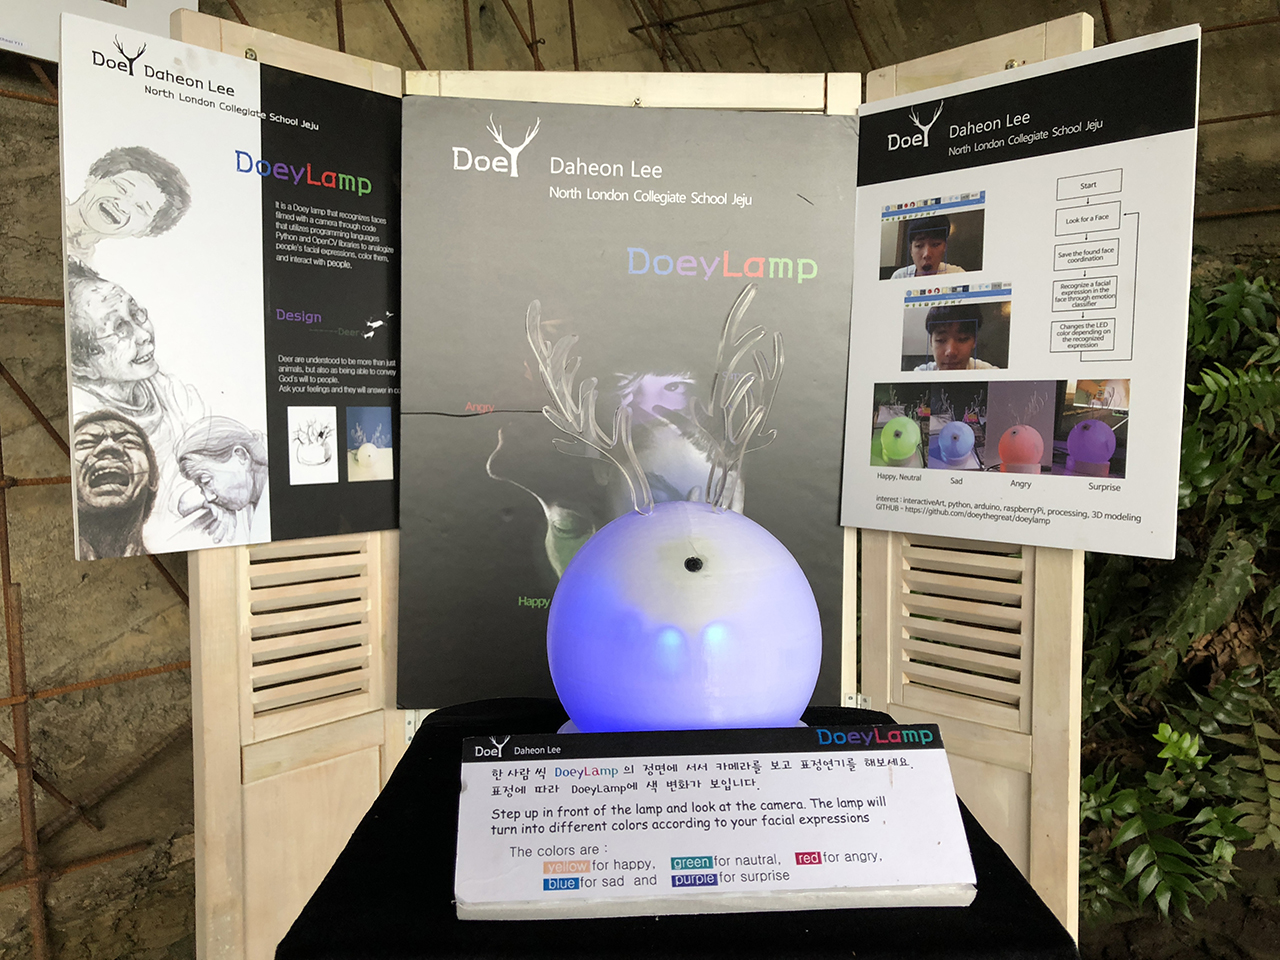 Doey Daheon Lee
North London Collegiate School Jeju
DoeyLamp
It is a Doey lamp that recognizes faces
filmed with a camera through code
that utilizes programming languages
Python and OpenCV libraries to analogize
people's facial expressions, color them,
and interact with people.
Design
Deer
Deer are understood to be more than just
animals, but also as being able to convey
God's will to people.
Ask your feelings and they will answer in co
Doey Daheon Lee
North London Collegiate School Jeju
DoeyLamp
Angry
Happy
Doey Daheon Lee
North London Collegiate School Jeju
Start
Look for a Face
Save the found face
coordination
Recognize a facial
expression in the
face through emotion
classifier
Changes the LED
color depending on
the recognized
expression
Happy, Neutral
Sad
Angry
Surprise
interest : interactiveArt, python, arduino, raspberryPi, processing, 3D modeling
GITHUB - https://github.com/doeythegreat/doeylamp
Doey Daheon Lee
DoeyLamp
한사람 씩 DoeyLamp 의 정면에 서서 카메라를 보고 표정연기를 해보세요.
표정에 따라 DoeyLamp에 색 변화가 보입니다.
Step up in front of the lamp and look at the camera. The lamp will
turn into different colors according to your facial expressions
The colors are :
yellow for happy, green for nautral, red for angry,
blue for sad and purple for surprise